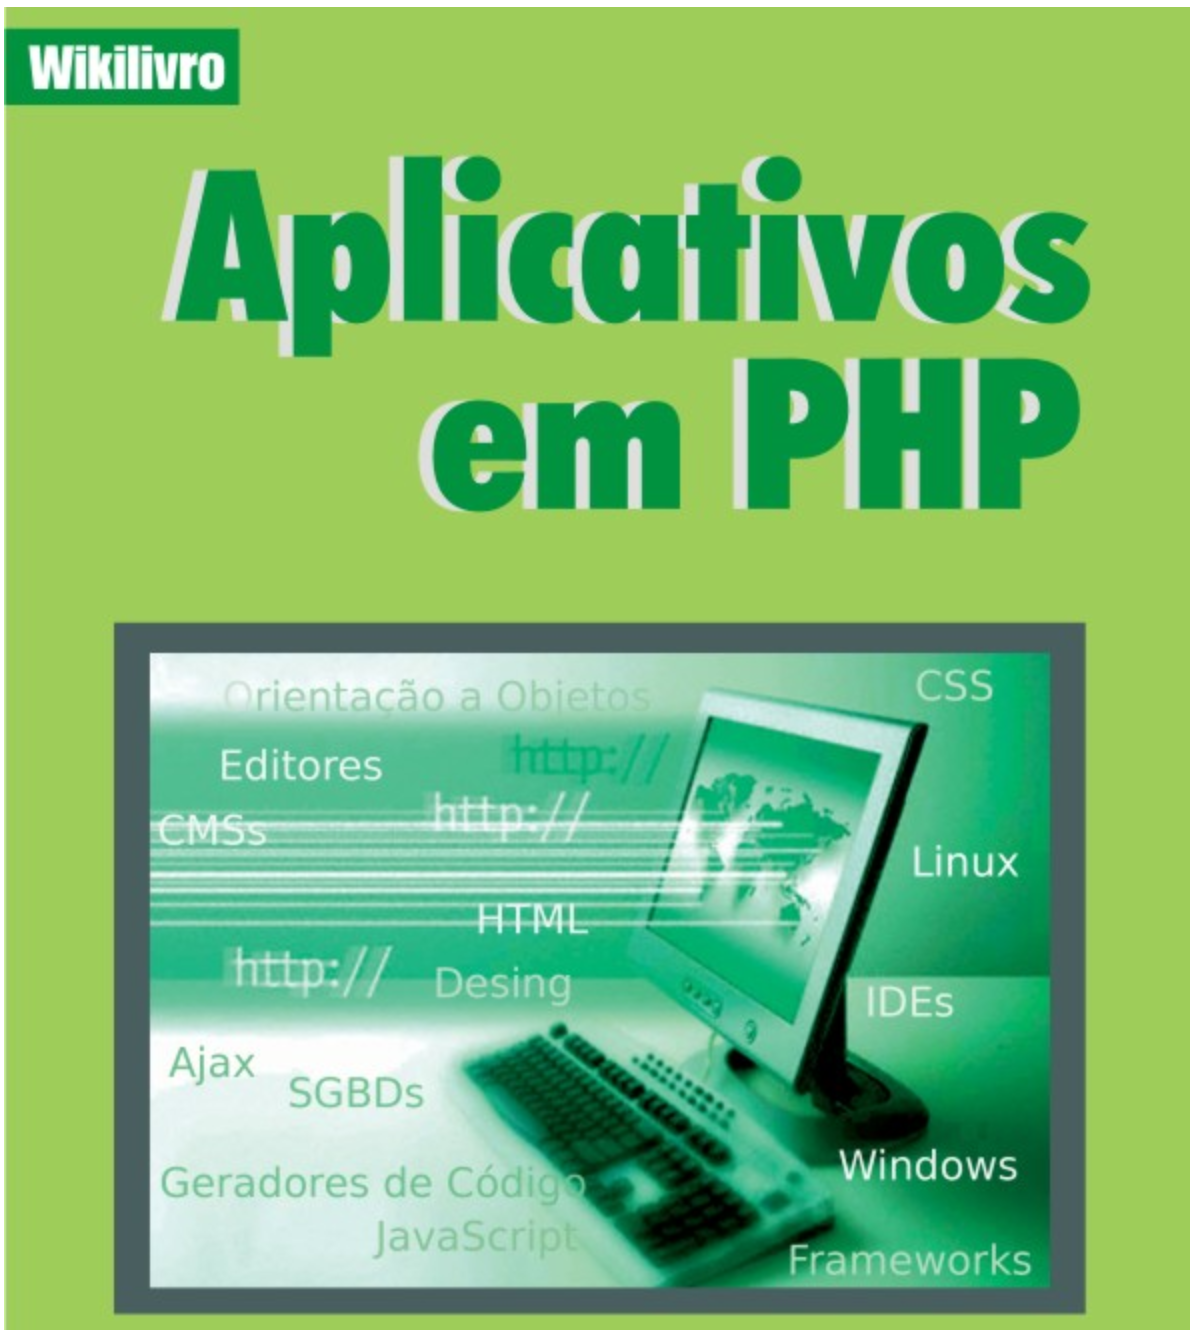 Wikilivro
Aplicativos
em PHP
Orientação a Objetos
CSS
Editores
http://
http://
CMSs
Linux
HTML
http://
Desing
IDEs
Ajax
SGBDs
Windows
Geradores de Código
JavaScript
Frameworks